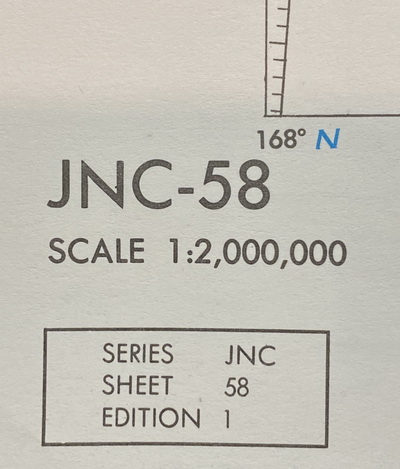 168° N
JNC-58
SCALE 1:2,000,000
SERIES JNC
SHEET 58
EDITION 1